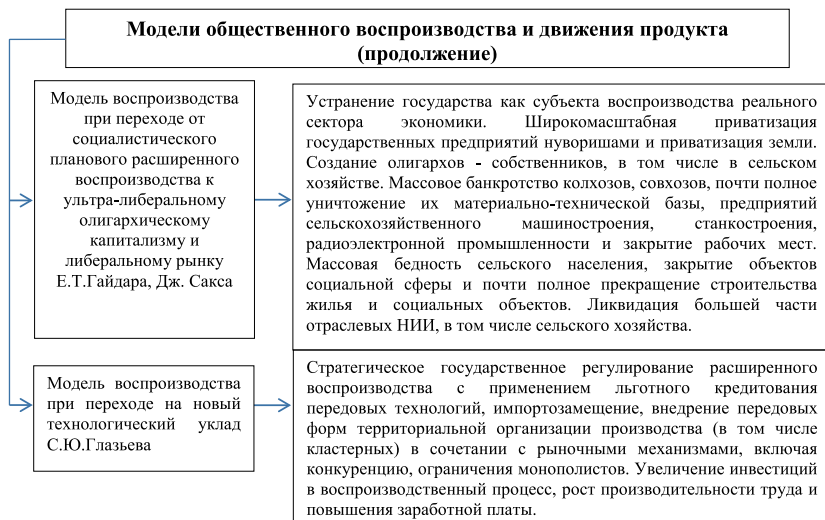 Модели общественного воспроизводства и движения продукта
(продолжение)
Модель воспроизводства
при переходе от
социалистического
планового расширенного
воспроизводства к
ультра-либеральному
олигархическому
капитализму и
либеральному рынку
Е.Т.Гайдара, Дж. Сакса
Устранение государства как субъекта воспроизводства реального
сектора экономики. Широкомасштабная приватизация
государственных предприятий нуворишами и приватизация земли.
Создание олигархов - собственников, в том числе в сельском
хозяйстве. Массовое банкротство колхозов, совхозов, почти полное
уничтожение их материально-технической базы, предприятий
сельскохозяйственного машиностроения, станкостроения,
радиоэлектронной промышленности и закрытие рабочих мест.
Массовая бедность сельского населения, закрытие объектов
социальной сферы и почти полное прекращение строительства
жилья и социальных объектов. Ликвидация большей части
отраслевых НИИ, в том числе сельского хозяйства.
Модель воспроизводства
при переходе на новый
технологический уклад
С.Ю.Глазьева
Стратегическое государственное регулирование расширенного
воспроизводства с применением льготного кредитования
передовых технологий, импортозамещение, внедрение передовых
форм территориальной организации производства (в том числе
кластерных) в сочетании с рыночными механизмами, включая
конкуренцию, ограничения монополистов. Увеличение инвестиций
в воспроизводственный процесс, рост производительности труда и
повышения заработной платы.